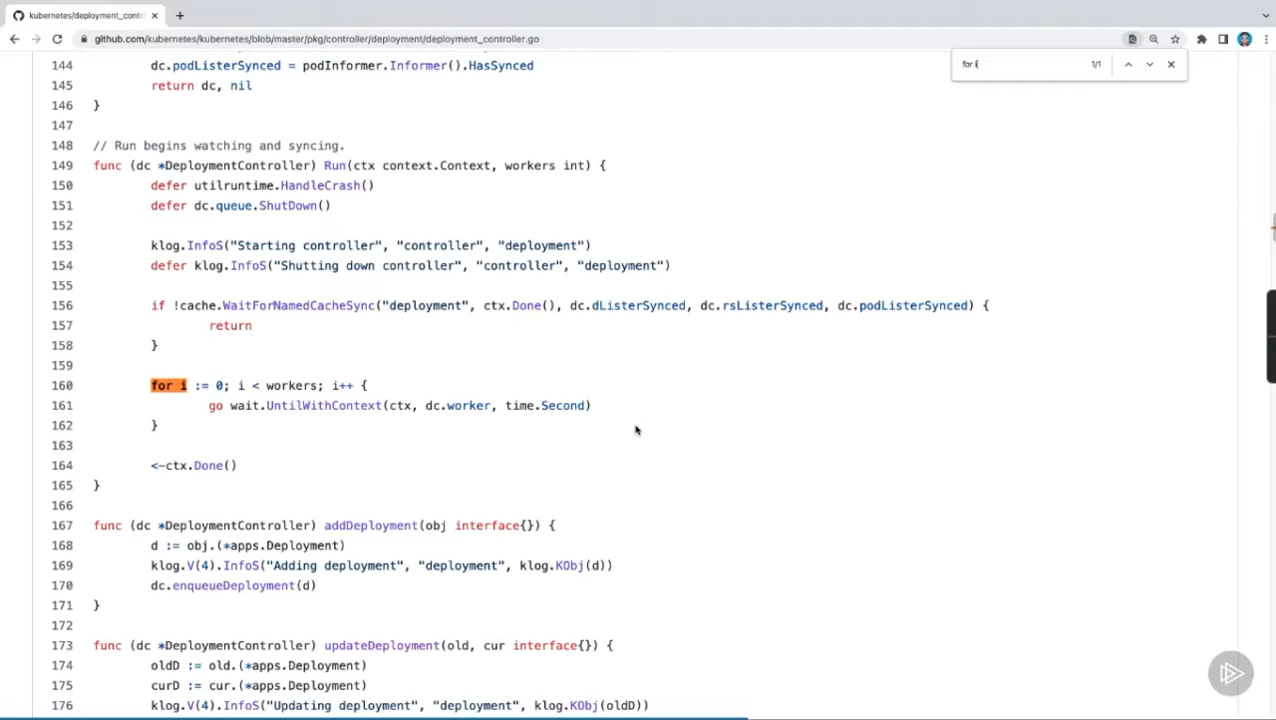 kubernetes/deployment_contr
github.com/kubernetes/kubernetes/blob/master/pkg/controller/deployment/deployment_controller.go
for i 1/1
144 dc.podListerSynced = podInformer.Informer().HasSynced
145 return dc, nil
146 }
147
148 // Run begins watching and syncing.
149 func (dc *DeploymentController) Run(ctx context.Context, workers int) {
150 defer utilruntime.HandleCrash()
151 defer dc.queue.ShutDown()
152
153 klog.InfoS("Starting controller", "controller", "deployment")
154 defer klog.InfoS("Shutting down controller", "controller", "deployment")
155
156 if !cache.WaitForNamedCacheSync("deployment", ctx.Done(), dc.dListerSynced, dc.rsListerSynced, dc.podListerSynced) {
157 return
158 }
159
160 for i := 0; i < workers; i++ {
161 go wait.UntilWithContext(ctx, dc.worker, time.Second)
162 }
163
164 <-ctx.Done()
165 }
166
167 func (dc *DeploymentController) addDeployment(obj interface{}) {
168 d := obj.(*apps.Deployment)
169 klog.V(4).InfoS("Adding deployment", "deployment", klog.KObj(d))
170 dc.enqueueDeployment(d)
171 }
172
173 func (dc *DeploymentController) updateDeployment(old, cur interface{}) {
174 oldD := old.(*apps.Deployment)
175 curD := cur.(*apps.Deployment)
176 klog.V(4).InfoS("Updating deployment", "deployment", klog.KObj(oldD))